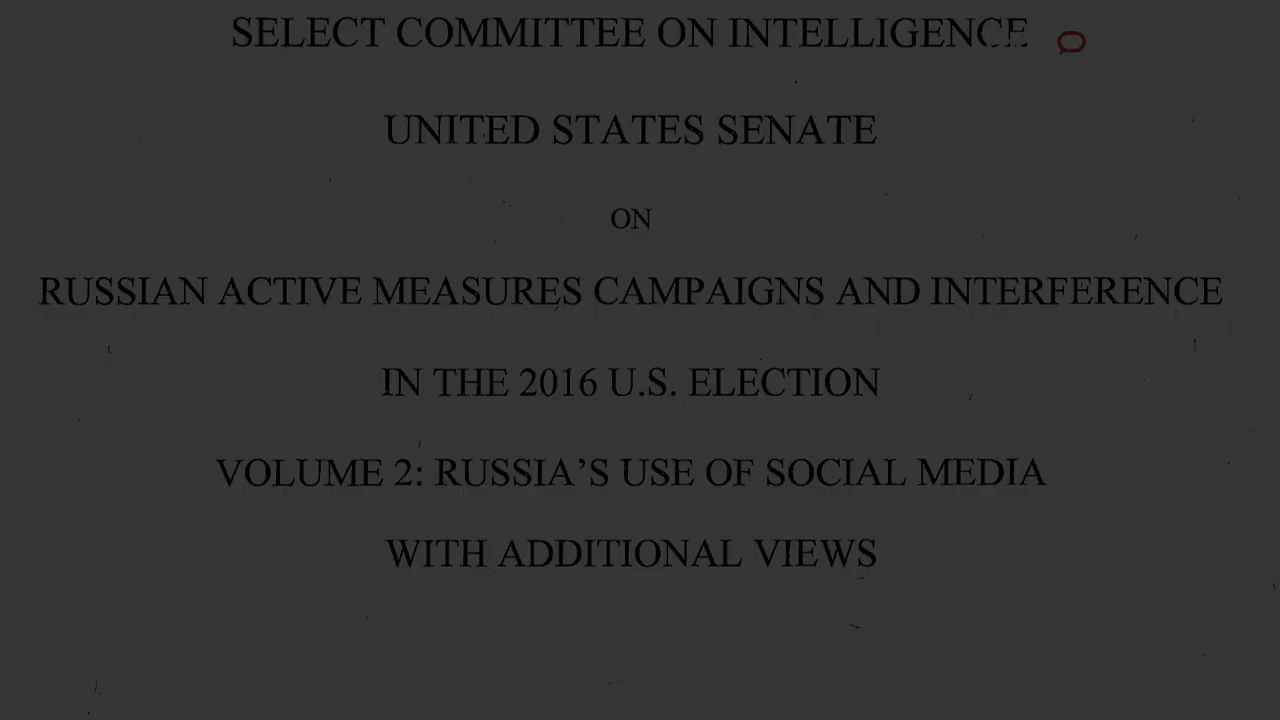 SELECT COMMITTEE ON INTELLIGENCE
UNITED STATES SENATE
ON
RUSSIAN ACTIVE MEASURES CAMPAIGNS AND INTERFERENCE
IN THE 2016 U.S. ELECTION
VOLUME 2: RUSSIA'S USE OF SOCIAL MEDIA
WITH ADDITIONAL VIEWS